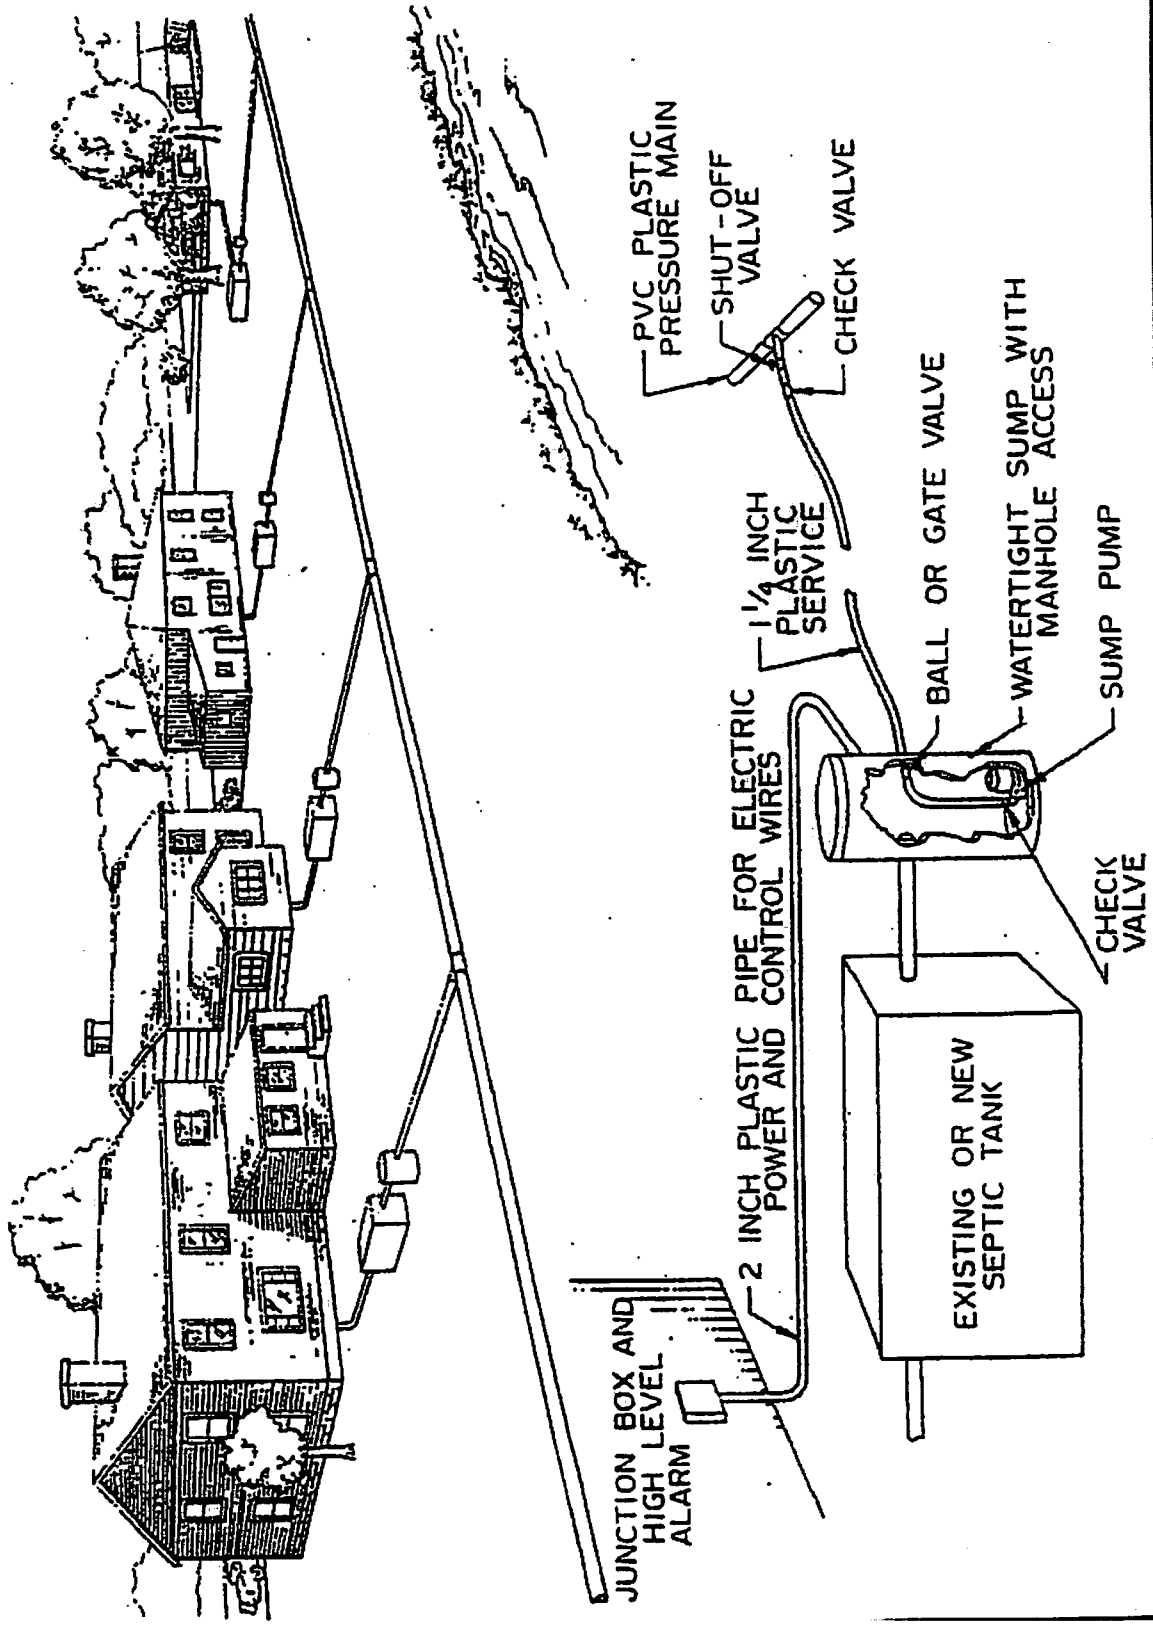 JUNCTION BOX AND
HIGH LEVEL
ALARM
2 INCH PLASTIC PIPE FOR ELECTRIC
POWER AND CONTROL WIRES
1 1/4 INCH
PLASTIC
SERVICE
PVC PLASTIC
PRESSURE MAIN
SHUT-OFF
VALVE
CHECK VALVE
BALL OR GATE VALVE
WATERTIGHT SUMP WITH
MANHOLE ACCESS
SUMP PUMP
CHECK
VALVE
EXISTING OR NEW
SEPTIC TANK